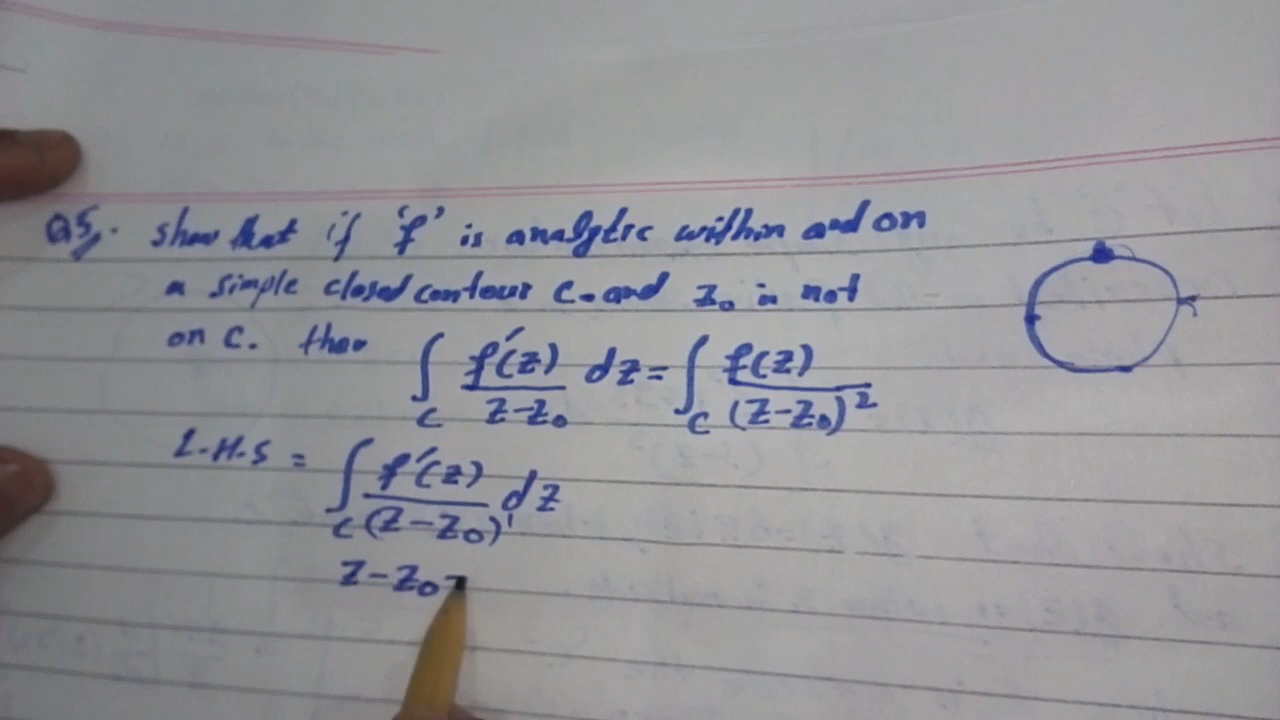 Q5. show that if 'f' is analytic within and on
a simple closed contour C. and z₀ is not
on C. then ∫_C f'(z)/(z-z₀) dz = ∫_C f(z)/(z-z₀)²
L.H.S = ∫_C f'(z)/(z-z₀)¹ dz
z-z₀ =